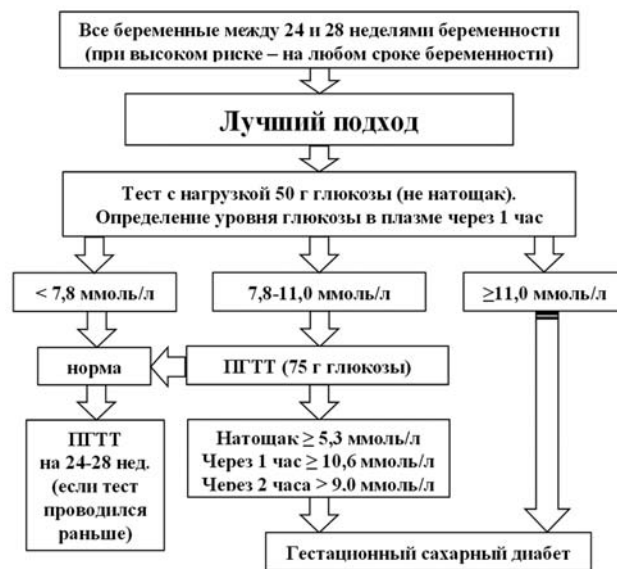 Все беременные между 24 и 28 неделями беременности
(при высоком риске – на любом сроке беременности)
Лучший подход
Тест с нагрузкой 50 г глюкозы (не натощак).
Определение уровня глюкозы в плазме через 1 час
< 7,8 ммоль/л
7,8-11,0 ммоль/л
≥11,0 ммоль/л
норма
ПГТТ (75 г глюкозы)
ПГТТ
на 24-28 нед.
(если тест
проводился
раньше)
Натощак ≥ 5,3 ммоль/л
Через 1 час ≥ 10,6 ммоль/л
Через 2 часа > 9.0 ммоль/л
Гестационный сахарный диабет